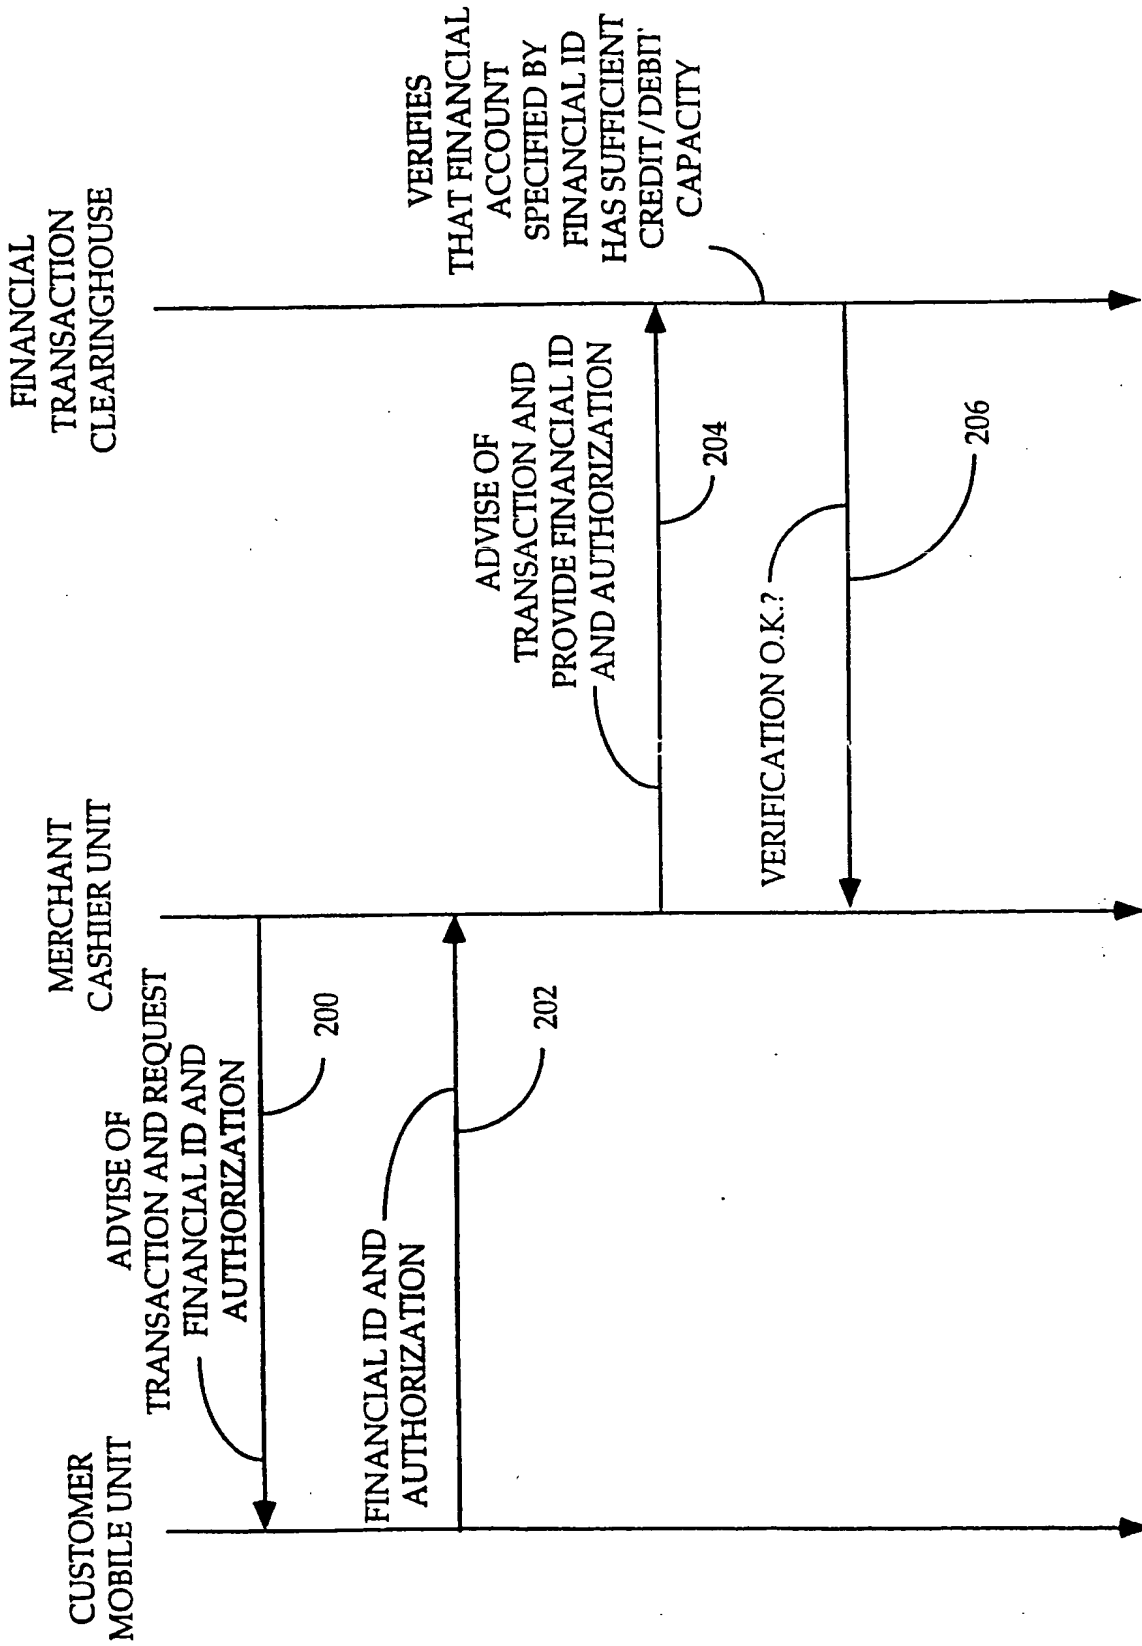 CUSTOMER
MOBILE UNIT
MERCHANT
CASHIER UNIT
FINANCIAL
TRANSACTION
CLEARINGHOUSE
ADVISE OF
TRANSACTION AND REQUEST
FINANCIAL ID AND
AUTHORIZATION
200
FINANCIAL ID AND
AUTHORIZATION
202
ADVISE OF
TRANSACTION AND
PROVIDE FINANCIAL ID
AND AUTHORIZATION
204
VERIFIES
THAT FINANCIAL
ACCOUNT
SPECIFIED BY
FINANCIAL ID
HAS SUFFICIENT
CREDIT/DEBIT
CAPACITY
VERIFICATION O.K.?
206